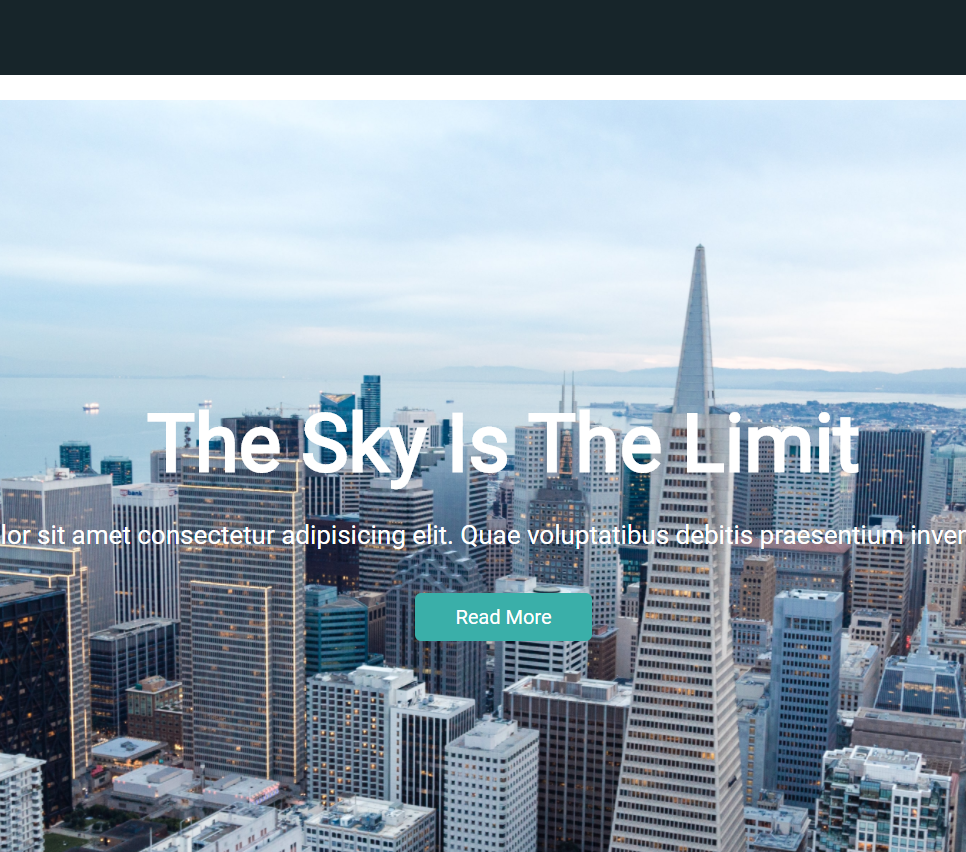 The Sky Is The Limit
lor sit amet consectetur adipisicing elit. Quae voluptatibus debitis praesentium inver
Read More